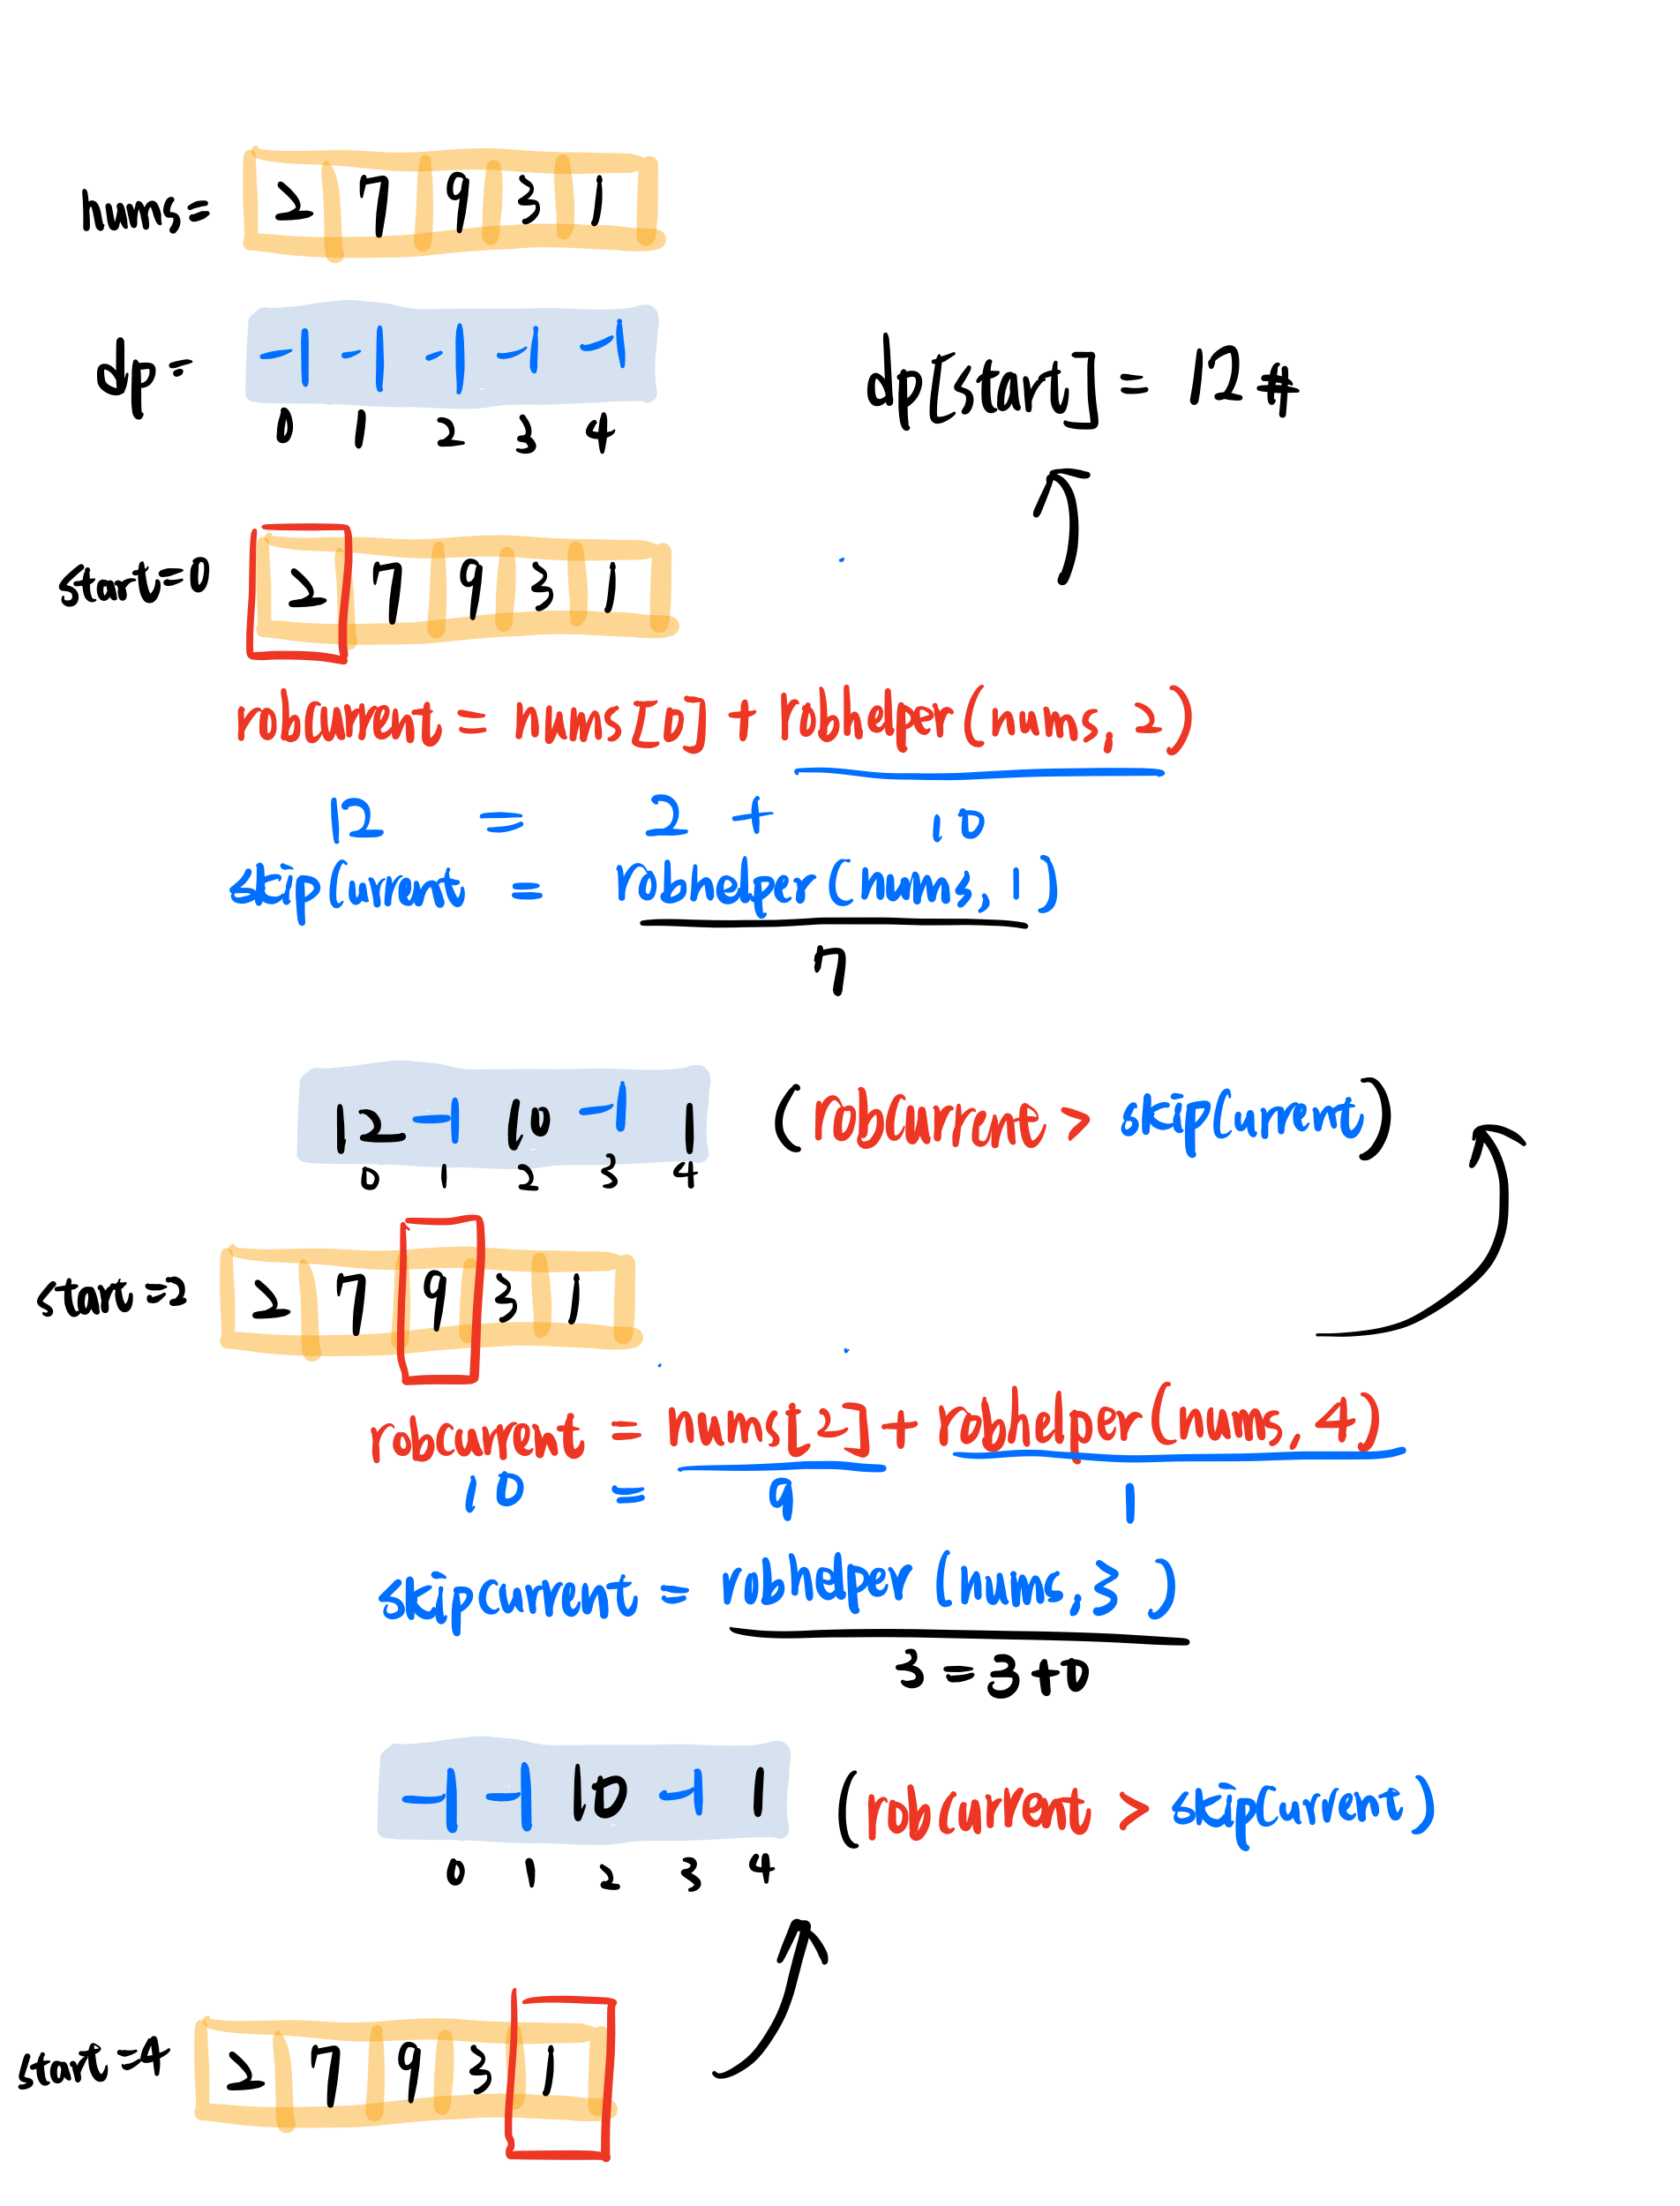 nums= 2 7 9 3 1
dp= -1 -1 -1 -1 -1
0 1 2 3 4
dp[start] = 12 #
start=0 2 7 9 3 1
robcurrent = nums[0] + robhelper(nums, 2)
12 = 2 + 10
skipCurrent = robhelper(nums, 1)
7
12 -1 10 -1 1 (robcurrent > skipCurrent)
0 1 2 3 4
start=2 2 7 9 3 1
robcurrent = nums[2] + robhelper(nums, 4)
10 = 9 1
skipcurrent = robhelper (nums, 3)
3 = 3+0
-1 -1 10 -1 1 (robcurrent > skipCurrent)
0 1 2 3 4
start=4 2 7 9 3 1